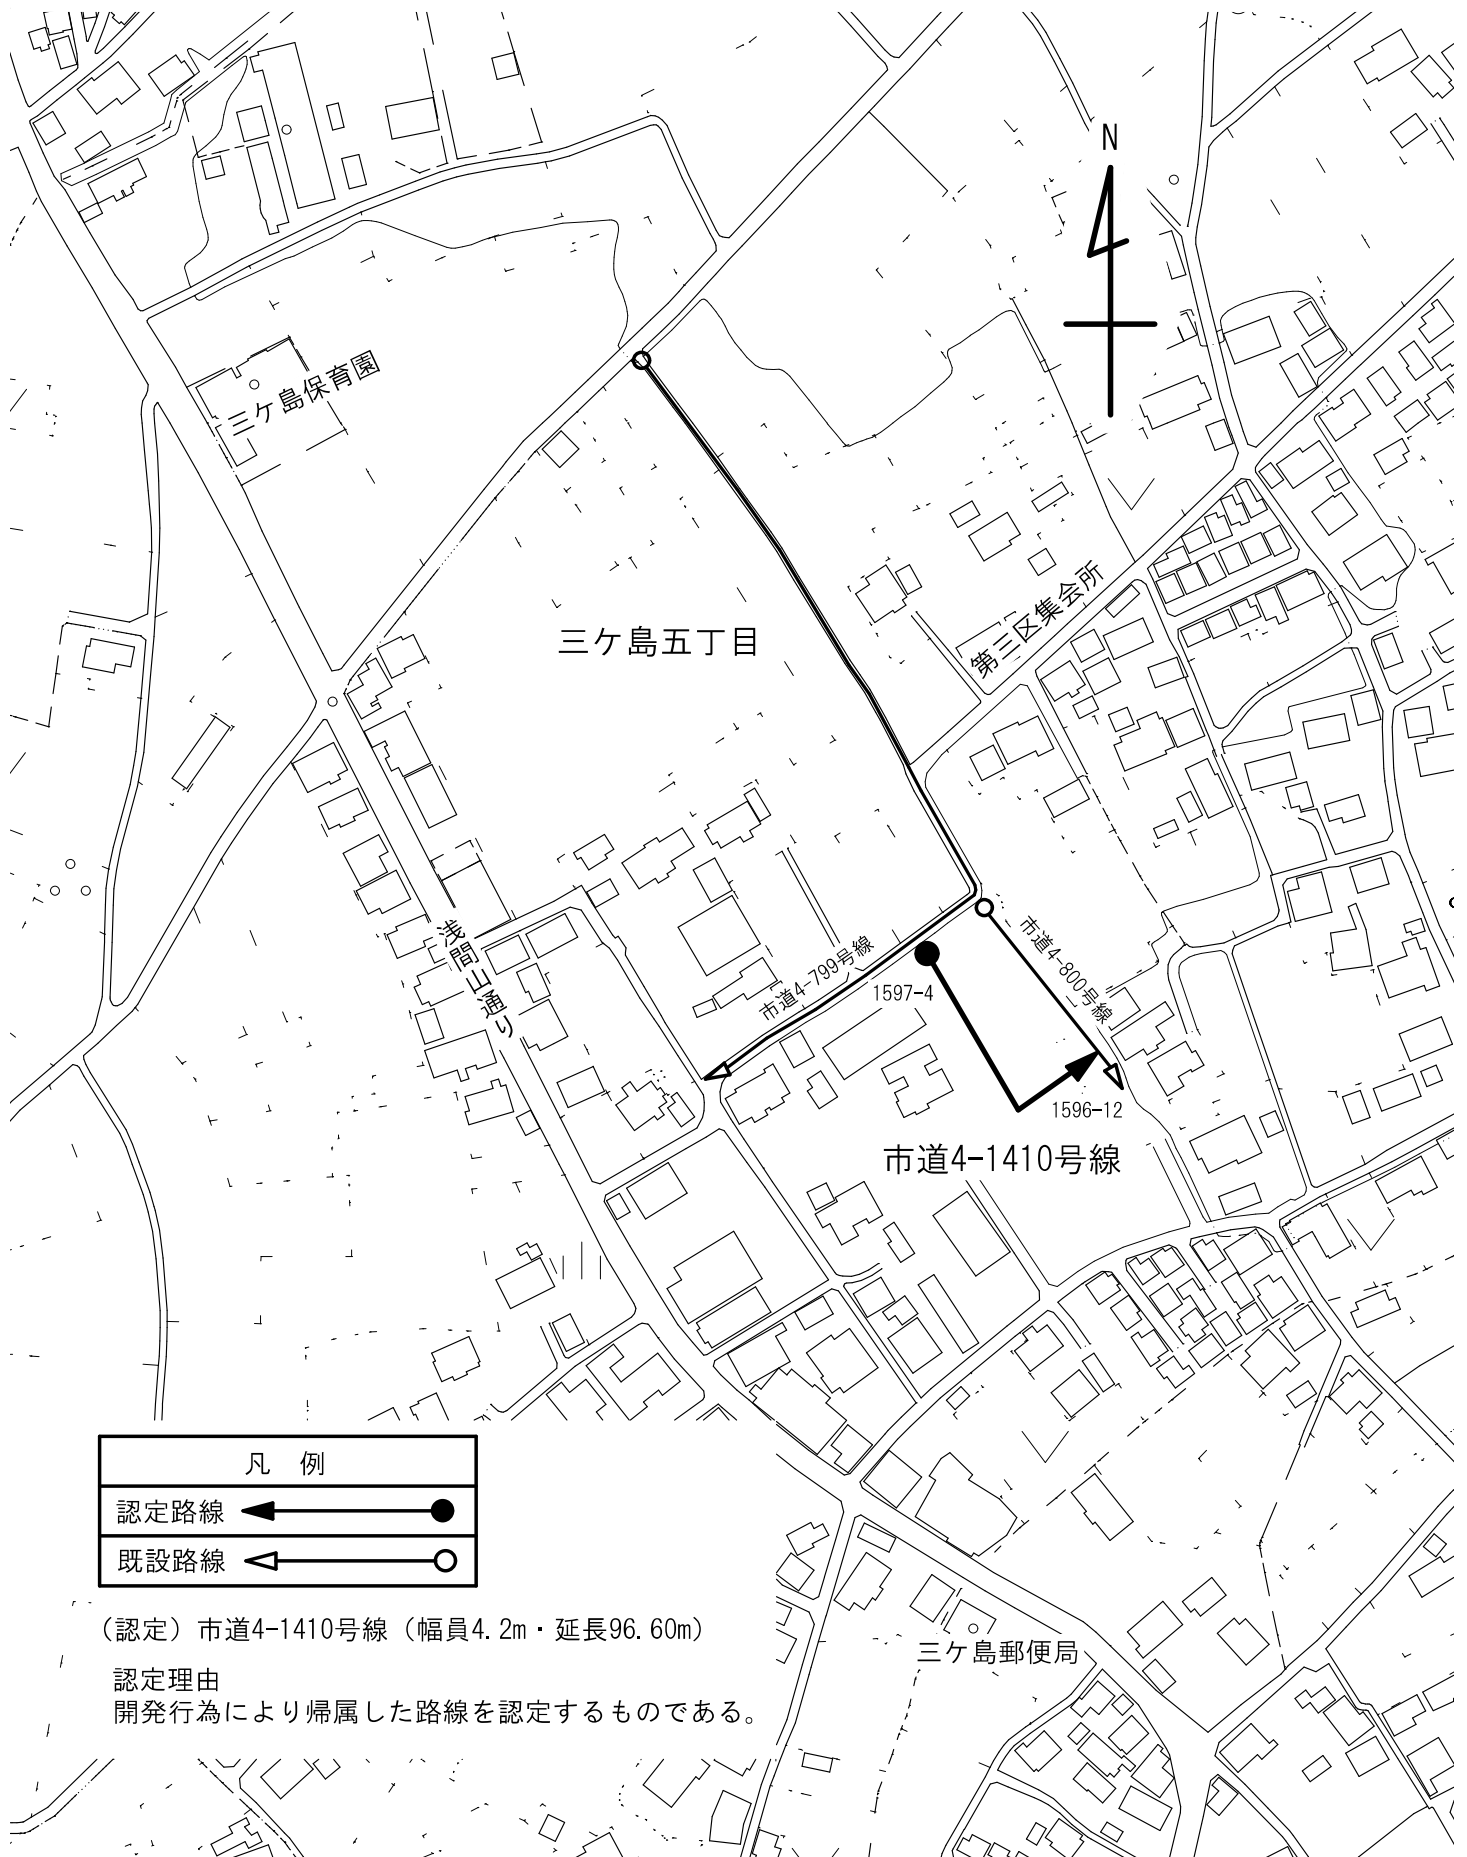 N
三ケ島保育園
第三区集会所
三ケ島五丁目
浅間山通り
市道4-799号線
市道4-800号線
1597-4
1596-12
市道4-1410号線
凡 例
認定路線
既設路線
（認定）市道4-1410号線（幅員4.2m・延長96.60m）
三ケ島郵便局
認定理由
開発行為により帰属した路線を認定するものである。